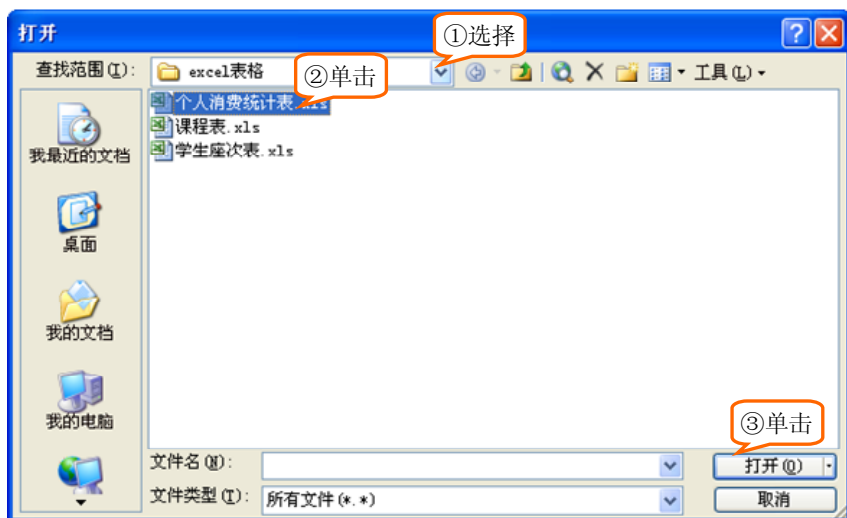 打开
①选择
查找范围(I):
excel表格
②单击
工具(L)
个人消费统计表.xls
课程表.xls
学生座次表.xls
我最近的文档
桌面
我的文档
我的电脑
③单击
文件名(N):
打开(O)
文件类型(T):
所有文件(*.*)
取消